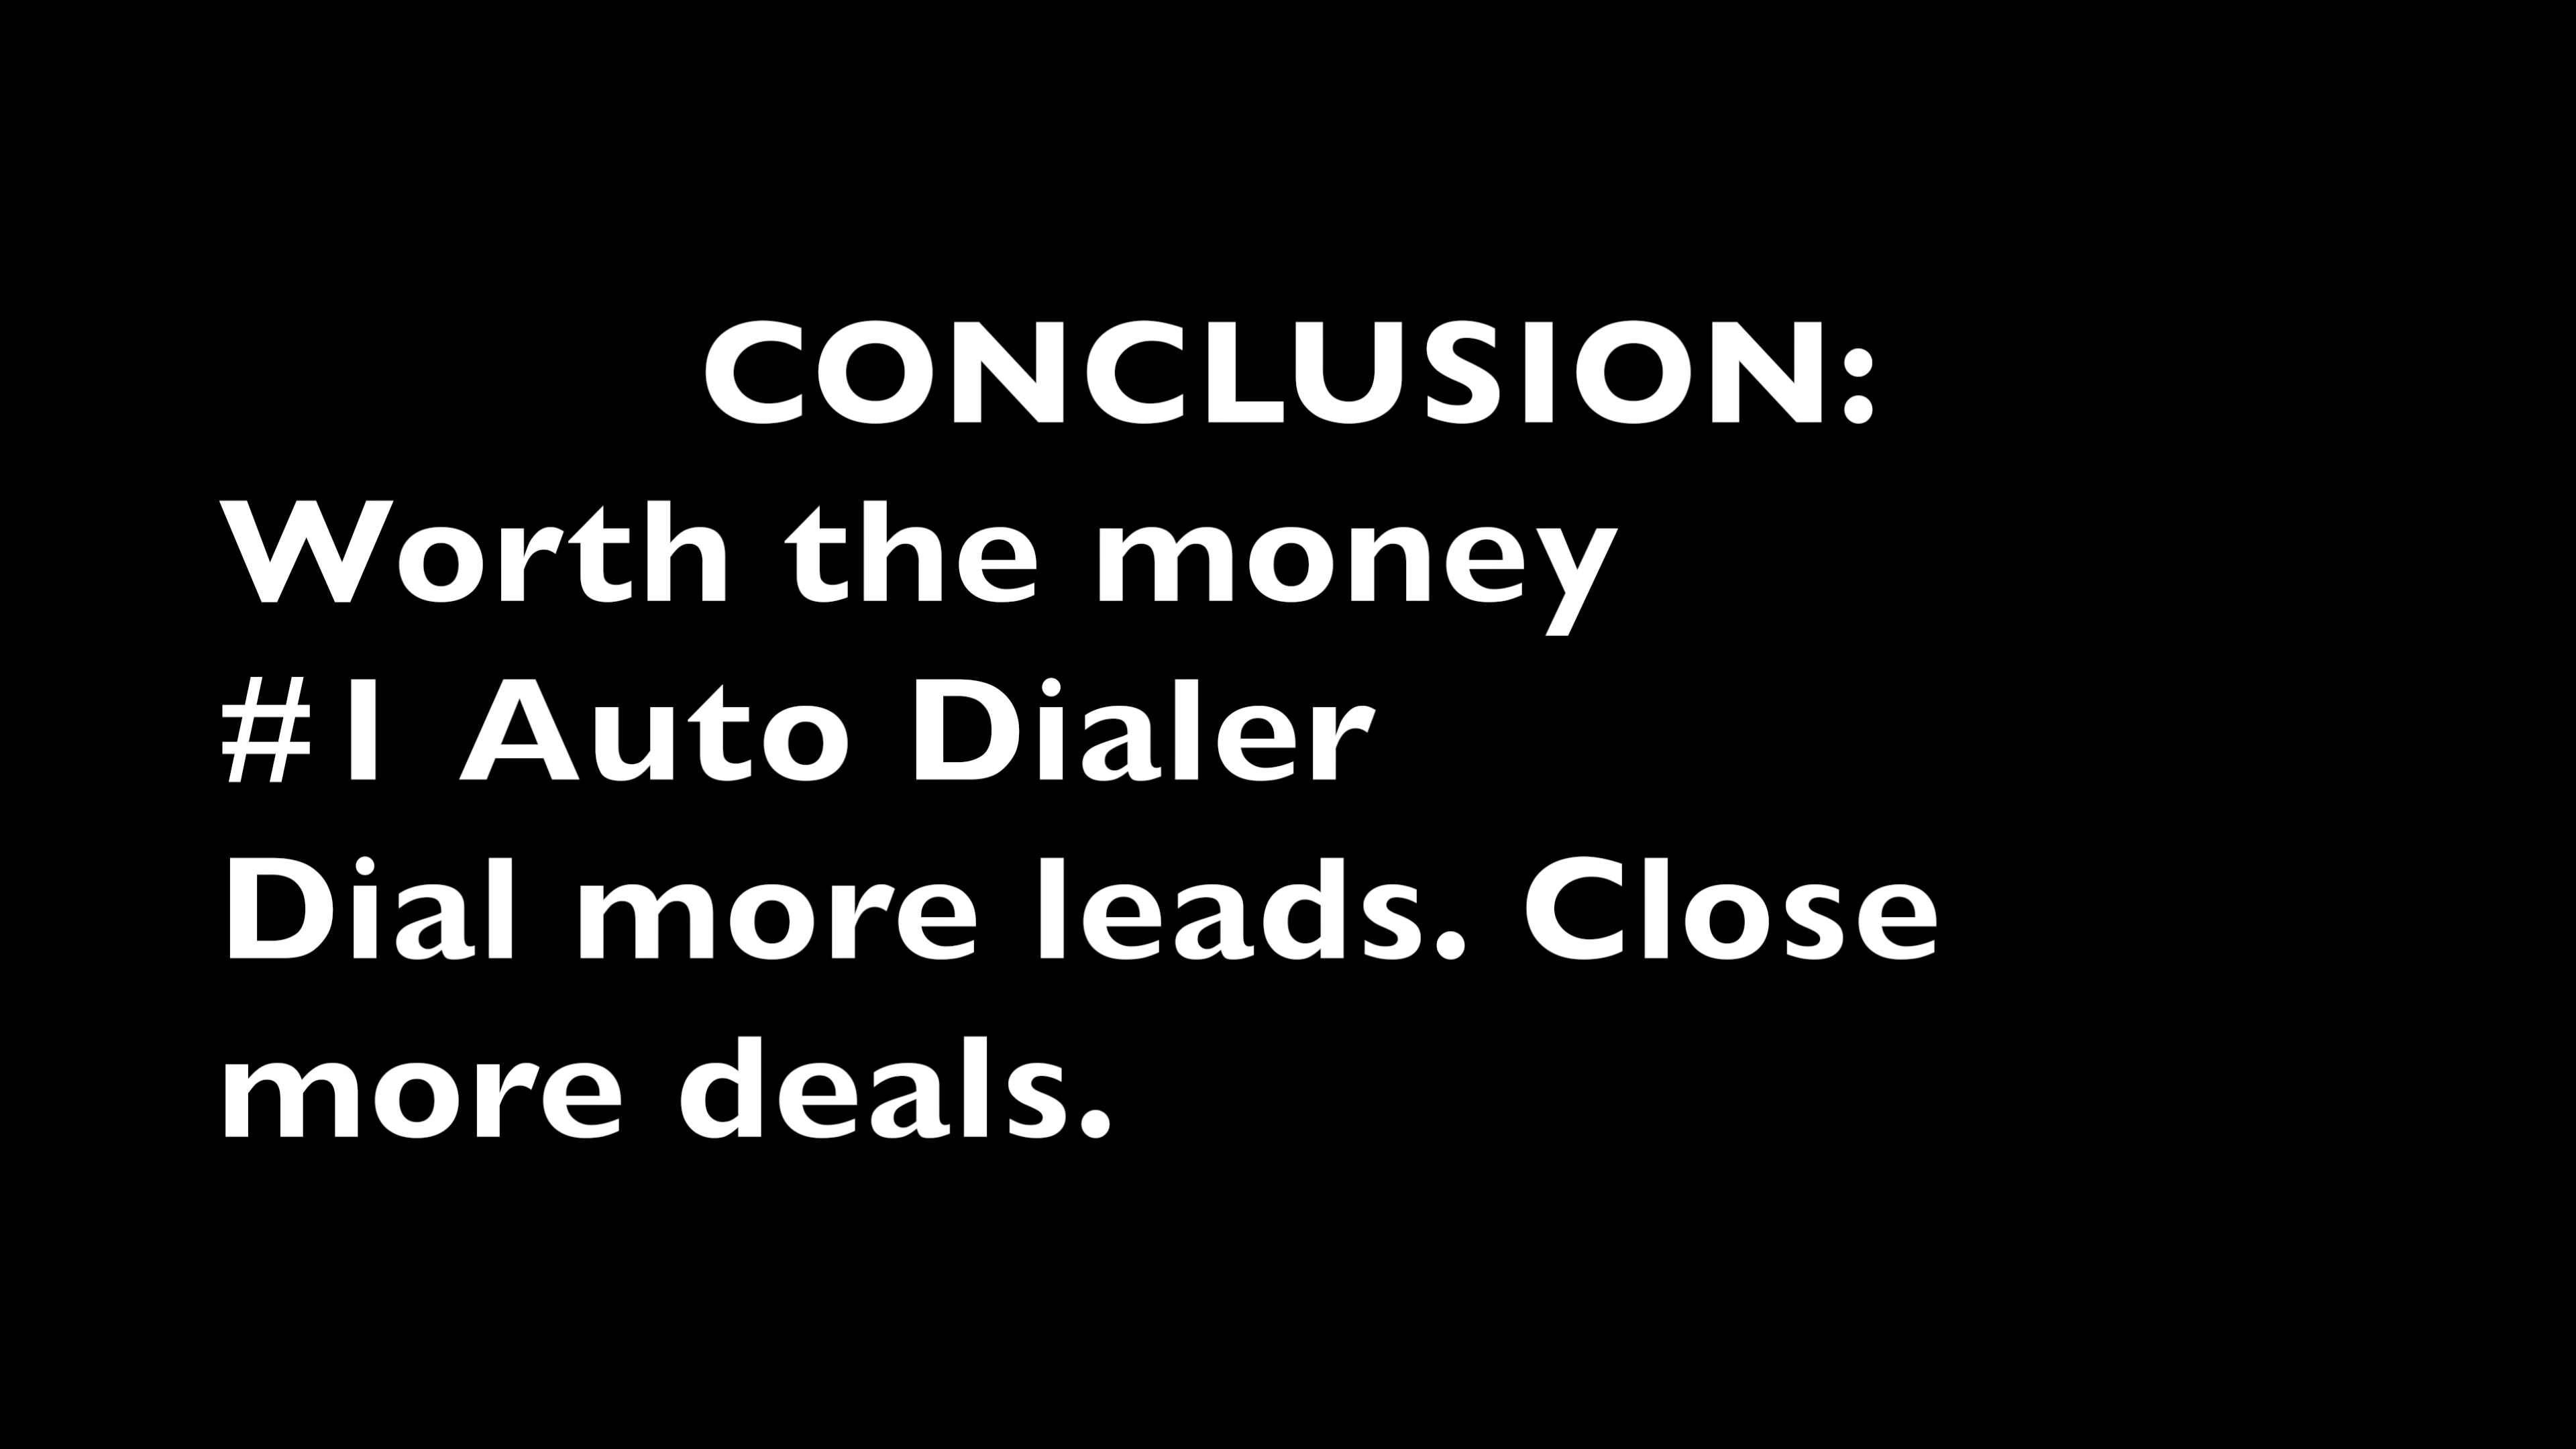 CONCLUSION:
Worth the money
#1 Auto Dialer
Dial more leads. Close
more deals.